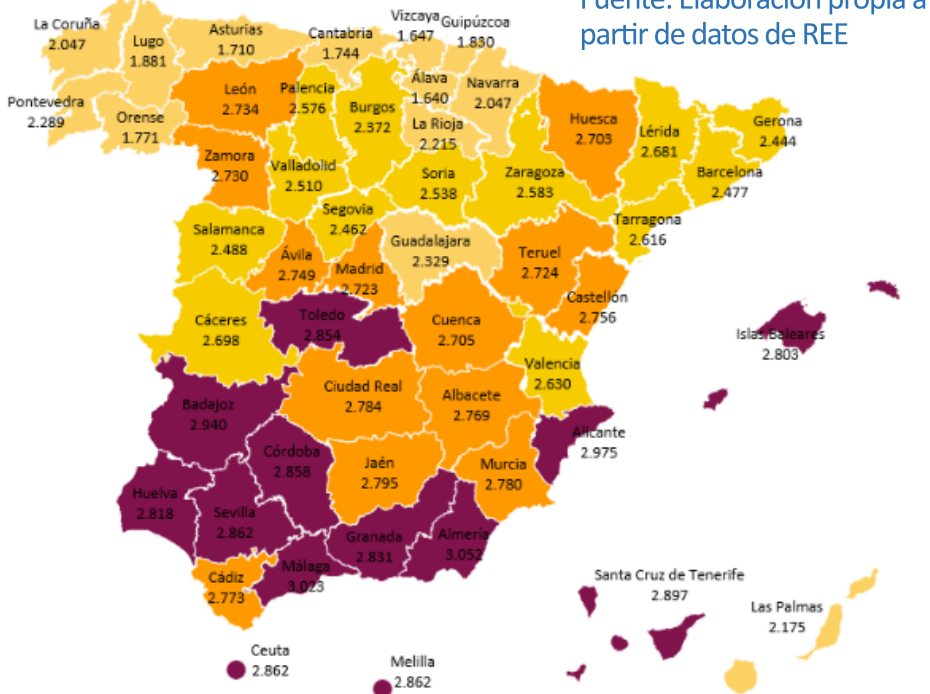 Fuente: Elaboración propia a
partir de datos de REE
La Coruña
2.047
Lugo
1.881
Asturias
1.710
Cantabria
1.744
Vizcaya
1.647
Guipúzcoa
1.830
Pontevedra
2.289
Orense
1.771
León
2.734
Palencia
2.576
Burgos
2.372
Álava
1.640
Navarra
2.047
La Rioja
2.215
Huesca
2.703
Lérida
2.681
Gerona
2.444
Barcelona
2.477
Zamora
2.730
Valladolid
2.510
Soria
2.538
Zaragoza
2.583
Tarragona
2.616
Salamanca
2.488
Segovia
2.462
Ávila
2.749
Madrid
2.723
Guadalajara
2.329
Teruel
2.724
Castellón
2.756
Cáceres
2.698
Toledo
2.854
Cuenca
2.705
Valencia
2.630
Islas Baleares
2.803
Badajoz
2.940
Ciudad Real
2.784
Albacete
2.769
Alicante
2.975
Córdoba
2.858
Jaén
2.795
Murcia
2.780
Huelva
2.818
Sevilla
2.862
Granada
2.831
Almería
3.052
Cádiz
2.773
Málaga
3.023
Santa Cruz de Tenerife
2.897
Las Palmas
2.175
Ceuta
2.862
Melilla
2.862